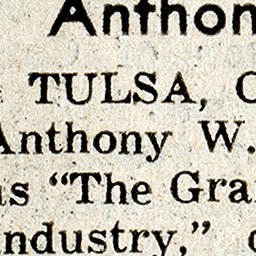 Anthon
TULSA,
Anthony W.
"The Gra
ndustry,"